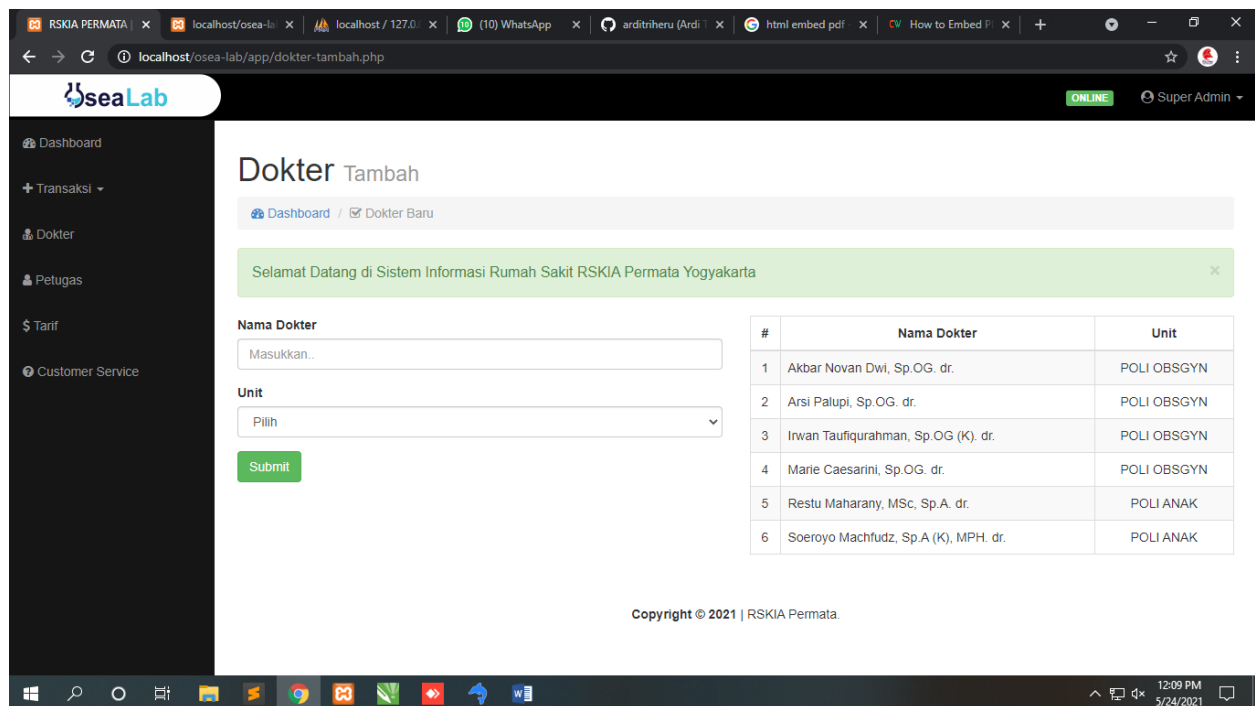 RSKIA PERMATA |
localhost/osea-la
localhost / 127.0.
(10) WhatsApp
arditriheru (Ardi T
html embed pdf -
How to Embed P
localhost/osea-lab/app/dokter-tambah.php
OseaLab
ONLINE
Super Admin
Dashboard
Transaksi
Dokter
Petugas
Tarif
Customer Service
Dokter Tambah
Dashboard / Dokter Baru
Selamat Datang di Sistem Informasi Rumah Sakit RSKIA Permata Yogyakarta
×
Nama Dokter
Masukkan..
Unit
Pilih
Submit
# Nama Dokter Unit
1 Akbar Novan Dwi, Sp.OG. dr. POLI OBSGYN
2 Arsi Palupi, Sp.OG. dr. POLI OBSGYN
3 Irwan Taufiqurahman, Sp.OG (K). dr. POLI OBSGYN
4 Marie Caesarini, Sp.OG. dr. POLI OBSGYN
5 Restu Maharany, MSc, Sp.A. dr. POLI ANAK
6 Soeroyo Machfudz, Sp.A (K), MPH. dr. POLI ANAK
Copyright © 2021 | RSKIA Permata.
12:09 PM
5/24/2021